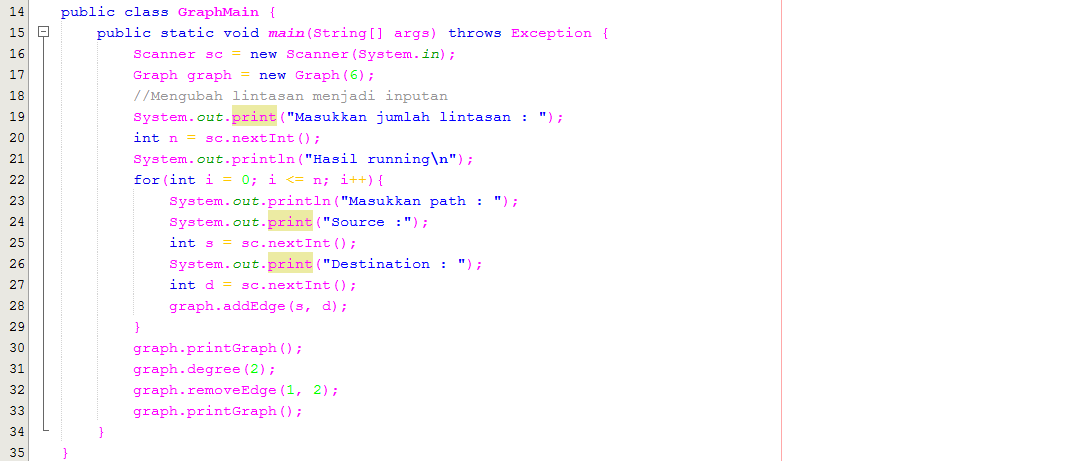 14 public class GraphMain {
15 public static void main(String[] args) throws Exception {
16 Scanner sc = new Scanner(System.in);
17 Graph graph = new Graph(6);
18 //Mengubah lintasan menjadi inputan
19 System.out.print("Masukkan jumlah lintasan : ");
20 int n = sc.nextInt();
21 System.out.println("Hasil running\n");
22 for(int i = 0; i <= n; i++){
23 System.out.println("Masukkan path : ");
24 System.out.print("Source :");
25 int s = sc.nextInt();
26 System.out.print("Destination : ");
27 int d = sc.nextInt();
28 graph.addEdge(s, d);
29 }
30 graph.printGraph();
31 graph.degree(2);
32 graph.removeEdge(1, 2);
33 graph.printGraph();
34 }
35 }